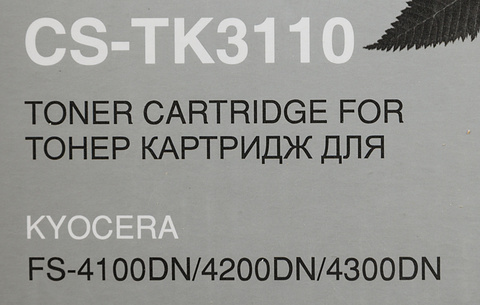 CS-TK3110
TONER CARTRIDGE FOR
ТОНЕР КАРТРИДЖ ДЛЯ
KYOCERA
FS-4100DN/4200DN/4300DN